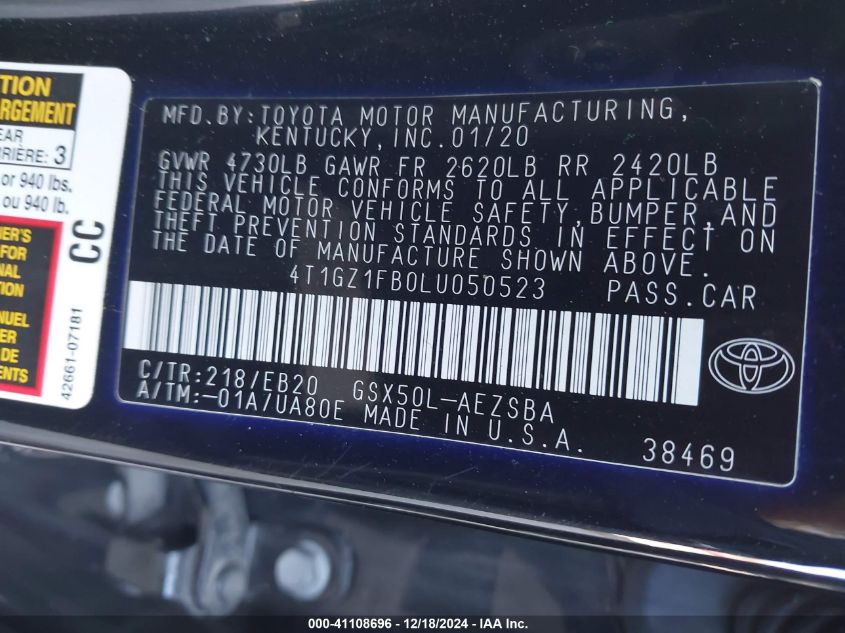 TION
RGEMENT
EAR
RRIÈRE: 3
or 940 lbs.
ou 940 lb.
CC
ER'S
FOR
NAL
TION
NUEL
ER
DE
MENTS
42661-07181
MFD.BY:TOYOTA MOTOR MANUFACTURING,
KENTUCKY,INC.01/20
GVWR 4730LB GAWR FR 2620LB RR 2420LB
THIS VEHICLE CONFORMS TO ALL APPLICABLE
FEDERAL MOTOR VEHICLE SAFETY,BUMPER,AND
THEFT PREVENTION STANDARDS IN EFFECT ON
THE DATE OF MANUFACTURE SHOWN ABOVE.
4T1GZ1FB0LU050523 PASS.CAR
C/TR:218/EB20 GSX50L-AEZSBA
A/TM:-01A/UA80E MADE IN U.S.A.
38469
000-41108696 - 12/18/2024 - IAA Inc.